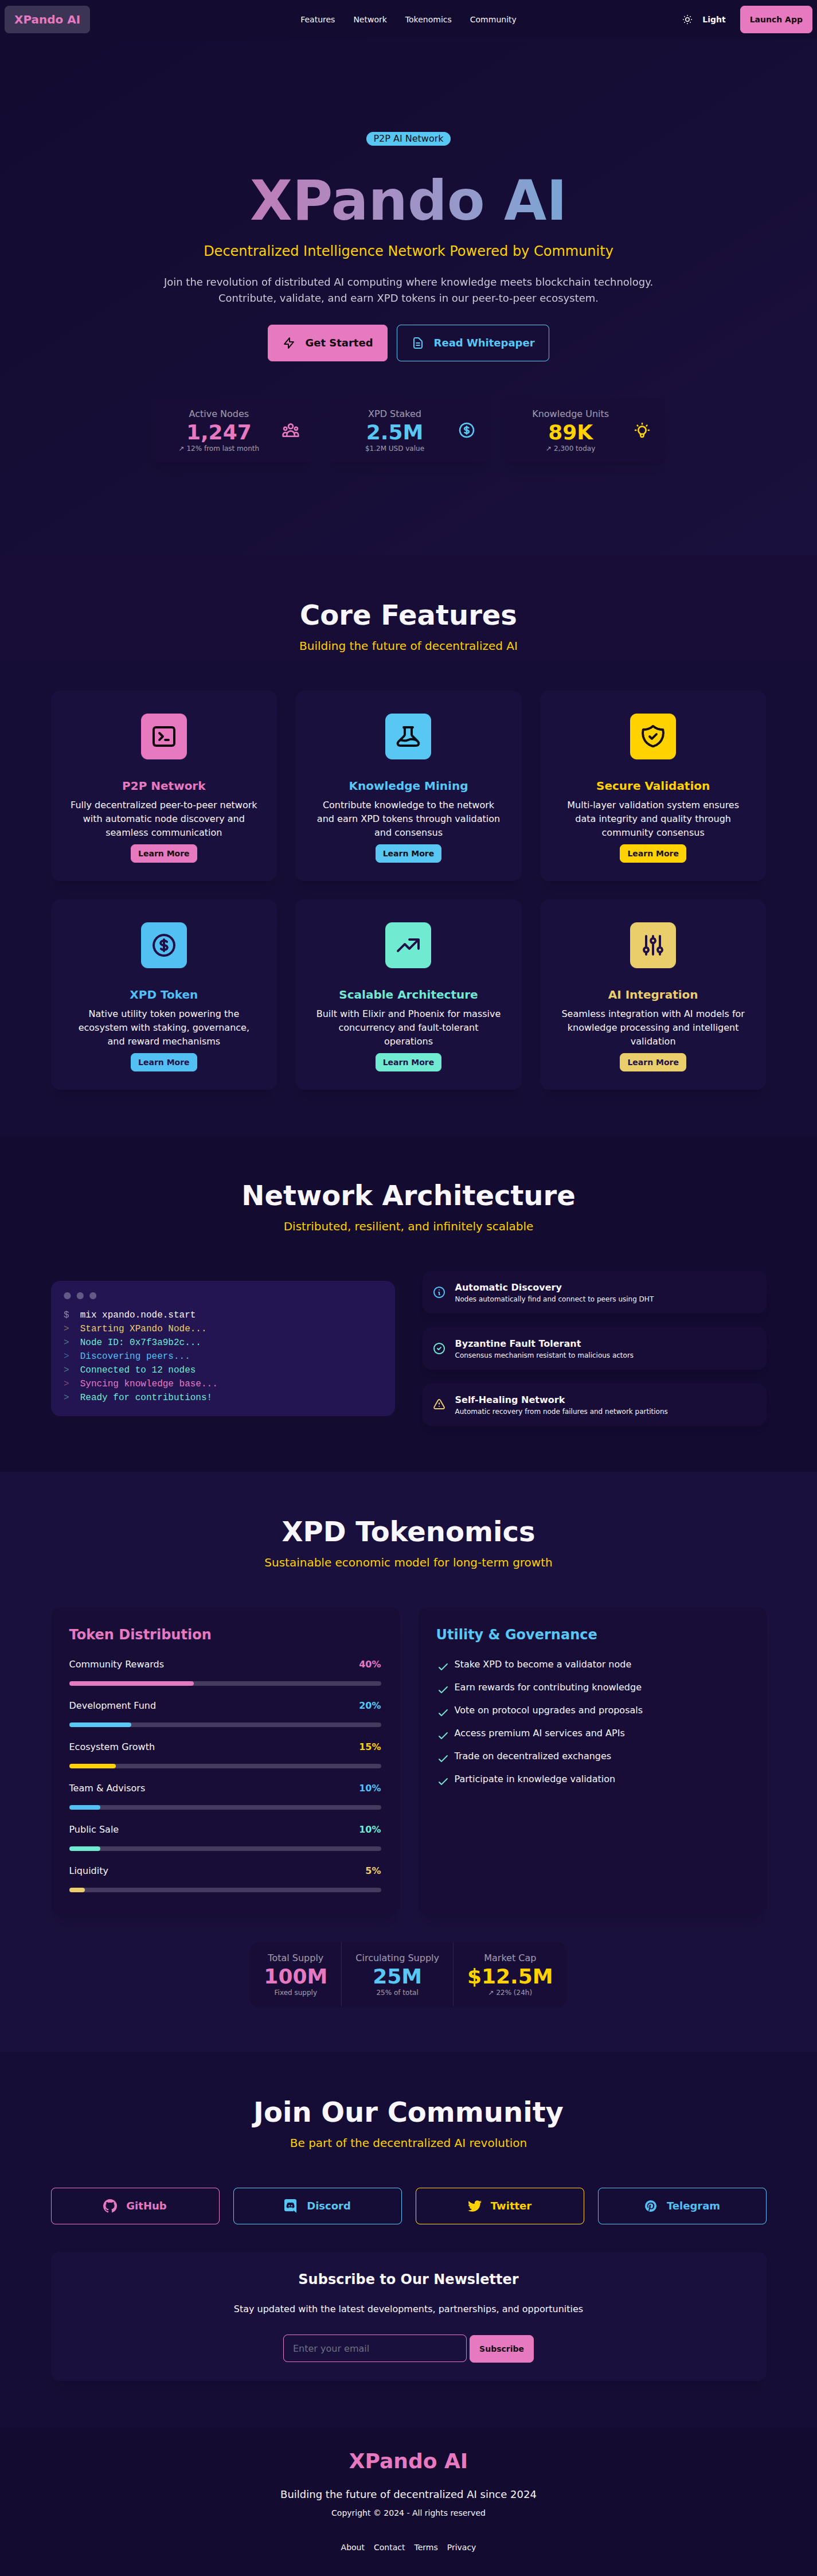 XPando AI
Features Network Tokenomics Community
Light
Launch App
P2P AI Network
XPando AI
Decentralized Intelligence Network Powered by Community
Join the revolution of distributed AI computing where knowledge meets blockchain technology.
Contribute, validate, and earn XPD tokens in our peer-to-peer ecosystem.
Get Started
Read Whitepaper
Active Nodes
1,247
↗ 12% from last month
XPD Staked
2.5M
$1.2M USD value
Knowledge Units
89K
↗ 2,300 today
Core Features
Building the future of decentralized AI
P2P Network
Fully decentralized peer-to-peer network
with automatic node discovery and
seamless communication
Learn More
Knowledge Mining
Contribute knowledge to the network
and earn XPD tokens through validation
and consensus
Learn More
Secure Validation
Multi-layer validation system ensures
data integrity and quality through
community consensus
Learn More
XPD Token
Native utility token powering the
ecosystem with staking, governance,
and reward mechanisms
Learn More
Scalable Architecture
Built with Elixir and Phoenix for massive
concurrency and fault-tolerant
operations
Learn More
AI Integration
Seamless integration with AI models for
knowledge processing and intelligent
validation
Learn More
Network Architecture
Distributed, resilient, and infinitely scalable
$ mix xpando.node.start
> Starting XPando Node...
> Node ID: 0x7f3a9b2c...
> Discovering peers...
> Connected to 12 nodes
> Syncing knowledge base...
> Ready for contributions!
Automatic Discovery
Nodes automatically find and connect to peers using DHT
Byzantine Fault Tolerant
Consensus mechanism resistant to malicious actors
Self-Healing Network
Automatic recovery from node failures and network partitions
XPD Tokenomics
Sustainable economic model for long-term growth
Token Distribution
Community Rewards 40%
Development Fund 20%
Ecosystem Growth 15%
Team & Advisors 10%
Public Sale 10%
Liquidity 5%
Utility & Governance
Stake XPD to become a validator node
Earn rewards for contributing knowledge
Vote on protocol upgrades and proposals
Access premium AI services and APIs
Trade on decentralized exchanges
Participate in knowledge validation
Total Supply
100M
Fixed supply
Circulating Supply
25M
25% of total
Market Cap
$12.5M
↗ 22% (24h)
Join Our Community
Be part of the decentralized AI revolution
GitHub
Discord
Twitter
Telegram
Subscribe to Our Newsletter
Stay updated with the latest developments, partnerships, and opportunities
Enter your email
Subscribe
XPando AI
Building the future of decentralized AI since 2024
Copyright © 2024 - All rights reserved
About Contact Terms Privacy